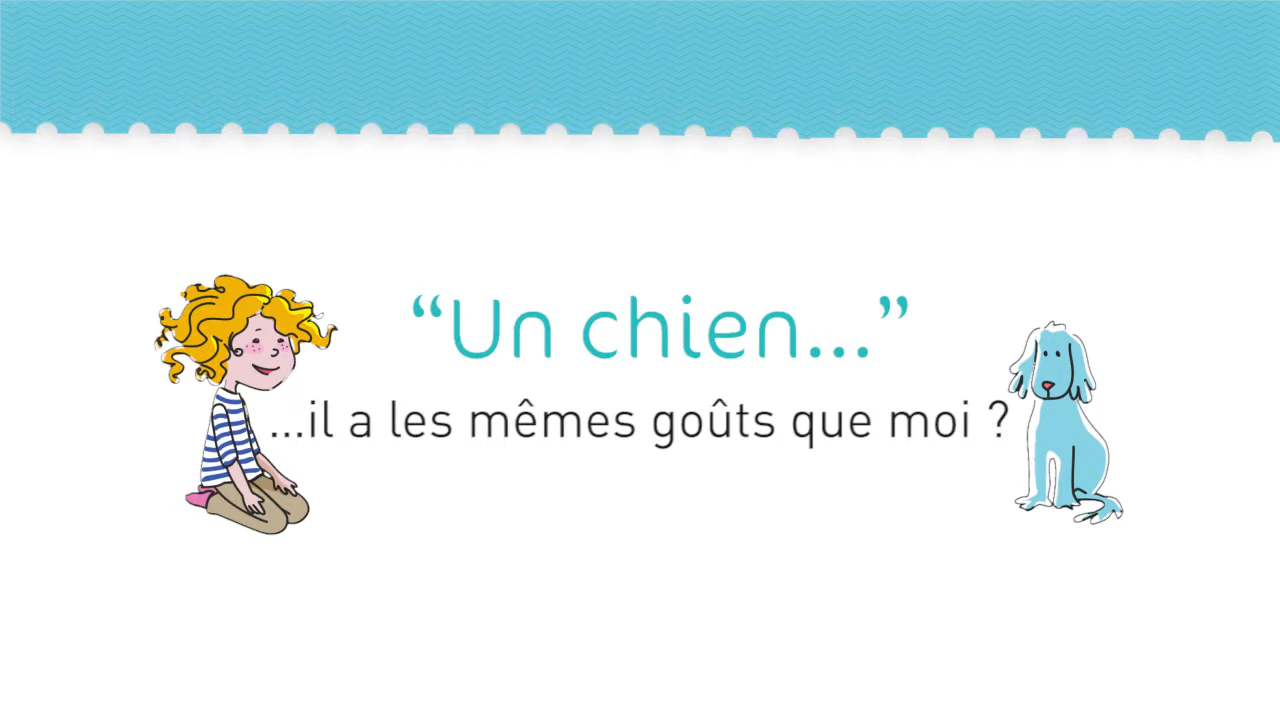 “Un chien...”
...il a les mêmes goûts que moi ?